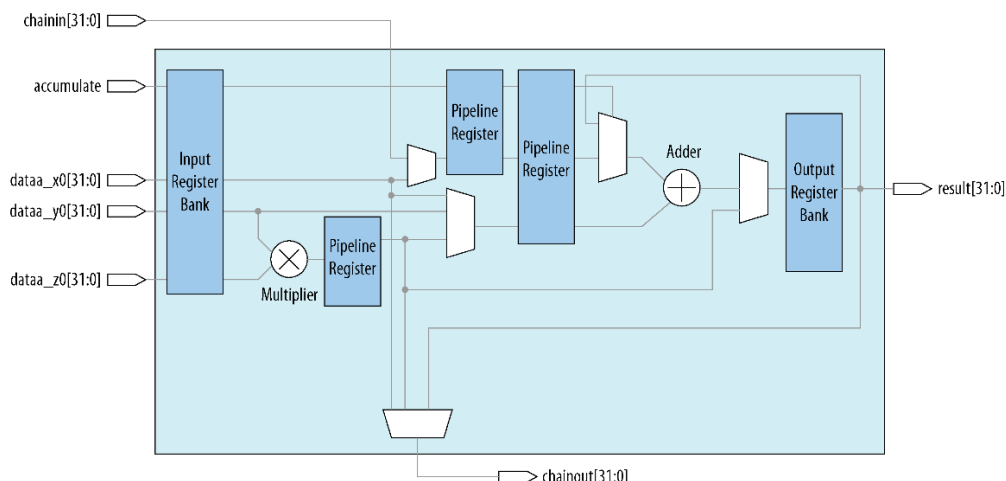 chainin[31:0]
accumulate
dataa_x0[31:0]
dataa_y0[31:0]
dataa_z0[31:0]
Input
Register
Bank
Multiplier
Pipeline
Register
Pipeline
Register
Pipeline
Register
Adder
Output
Register
Bank
result[31:0]
chainout[31:0]